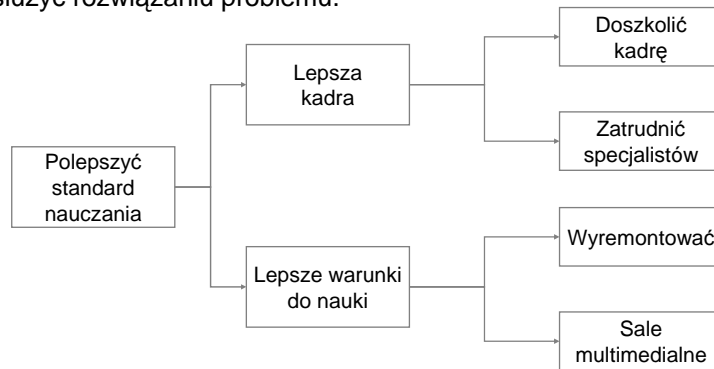 służyć rozwiązaniu problemu.
Doszkolić
kadrę
Lepsza
kadra
Zatrudnić
specjalistów
Polepszyć
standard
nauczania
Wyremontować
Lepsze warunki
do nauki
Sale
multimedialne